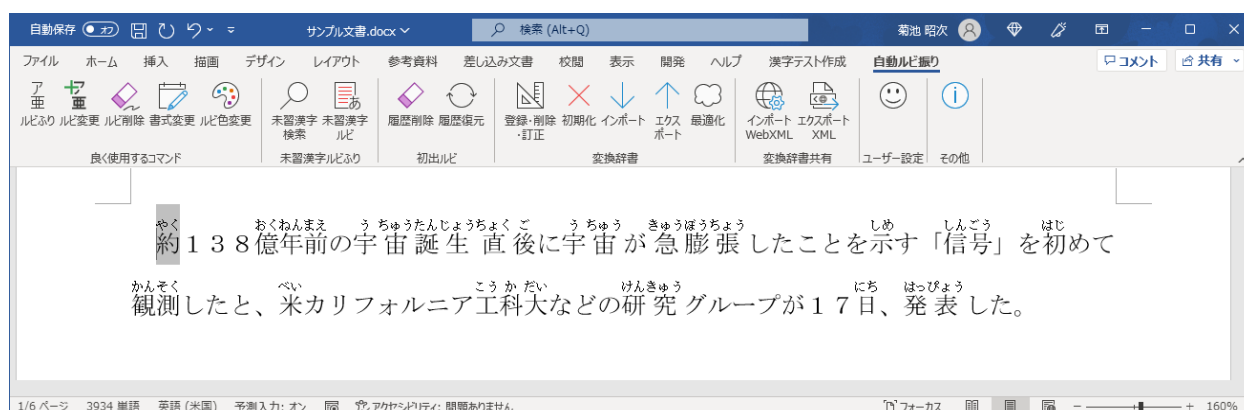 自動保存 オフ サンプル文書.docx 検索 (Alt+Q) 菊池 昭次
ファイル ホーム 挿入 描画 デザイン レイアウト 参考資料 差し込み文書 校閲 表示 開発 ヘルプ 漢字テスト作成 自動ルビ振り コメント 共有
ア亜 ア亜
ルビふり ルビ変更 ルビ削除 書式変更 ルビ色変更 未習漢字検索 未習漢字ルビ 履歴削除 履歴復元 登録・削除・訂正 初期化 インポート エクスポート 最適化 インポートWebXML エクスポートXML
良く使用するコマンド 未習漢字ルビふり 初出ルビ 変換辞書 変換辞書共有 ユーザー設定 その他
やく おくねんまえ う ちゅうたんじょうちょくご う ちゅう きゅうぼうちょう しめ しんごう はじ
約１３８億年前の宇宙誕生直後に宇宙が急膨張したことを示す「信号」を初めて
かんそく べい こうかだい けんきゅう にち はっぴょう
観測したと、米カリフォルニア工科大などの研究グループが１７日、発表した。
1/6 ページ 3934 単語 英語 (米国) 予測入力: オン アクセシビリティ: 問題ありません フォーカス 160%